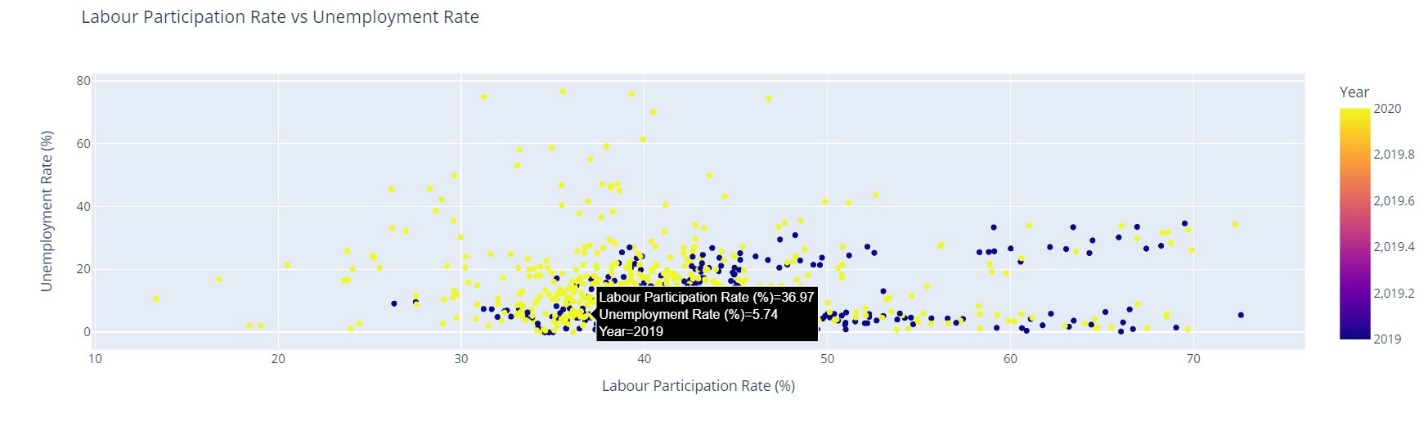 Labour Participation Rate vs Unemployment Rate
Year
80
60
40
20
0
Unemployment Rate (%)
2020
2,019.8
2,019.6
2,019.4
2,019.2
2019
Labour Participation Rate (%)=36.97
Unemployment Rate (%)=5.74
Year=2019
10
20
30
40
50
60
70
Labour Participation Rate (%)